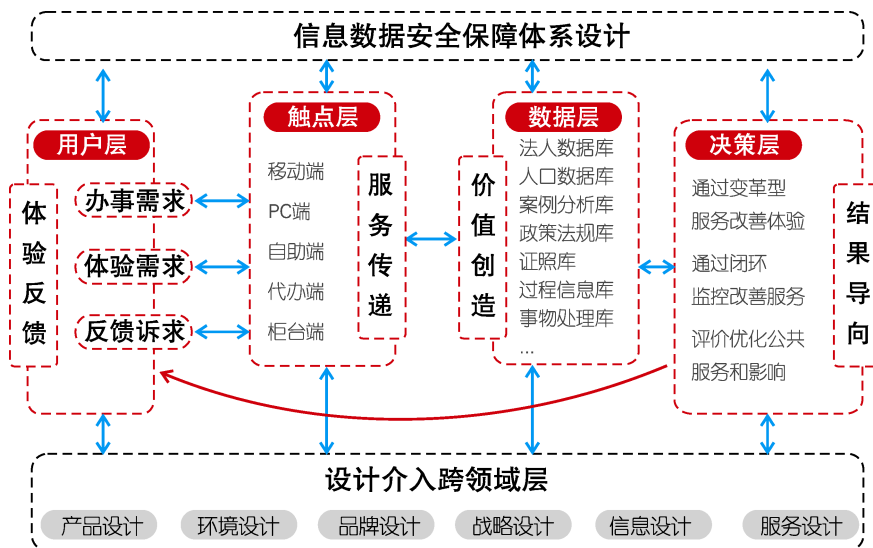 信息数据安全保障体系设计
用户层
体验反馈
办事需求
体验需求
反馈诉求
触点层
移动端
PC端
自助端
代办端
柜台端
服务传递
价值创造
数据层
法人数据库
人口数据库
案例分析库
政策法规库
证照库
过程信息库
事物处理库
...
决策层
通过变革型
服务改善体验
通过闭环
监控改善服务
评价优化公共
服务和影响
结果导向
设计介入跨领域层
产品设计
环境设计
品牌设计
战略设计
信息设计
服务设计